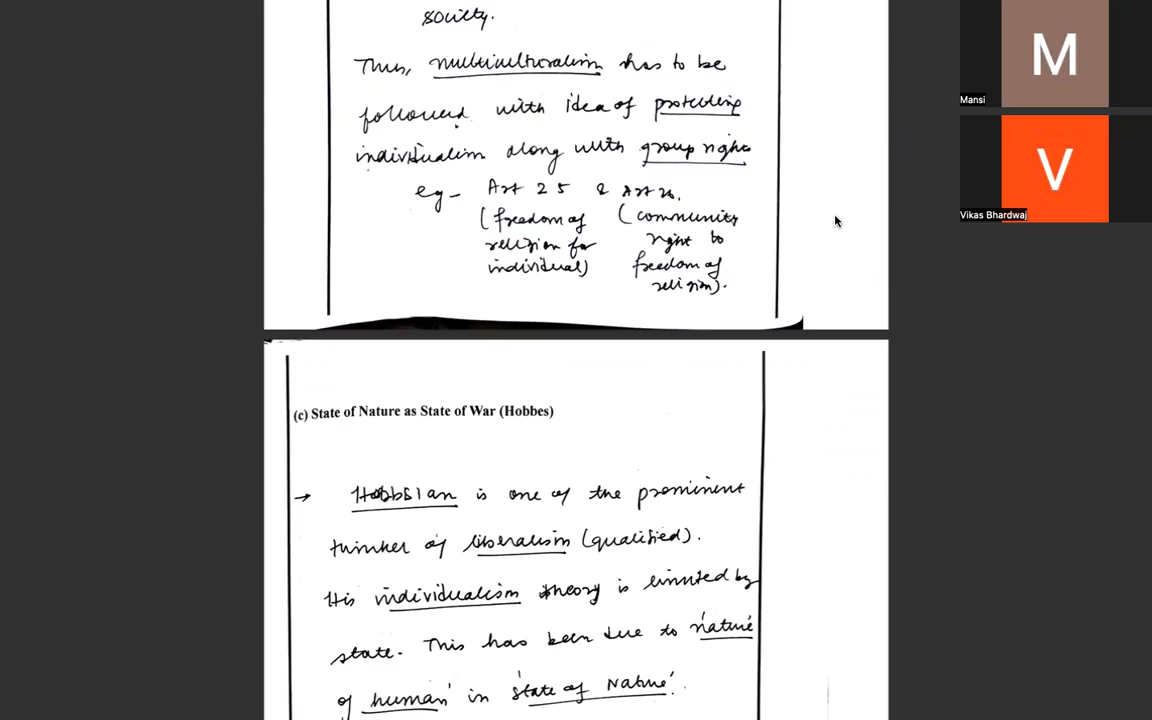 society.
Thus, multiculturalism has to be
followed with idea of protecting
individualism along with group rights
eg- Art 25 & Art 26.
(freedom of religion for individual)
(community right to freedom of religion).
(c) State of Nature as State of War (Hobbes)
→ Hobbsian is one of the prominent
thinker of liberalism (qualified).
His individualism theory is limited by
state. This has been due to 'nature
of human' in 'state of Nature'.
M
Mansi
V
Vikas Bhardwaj